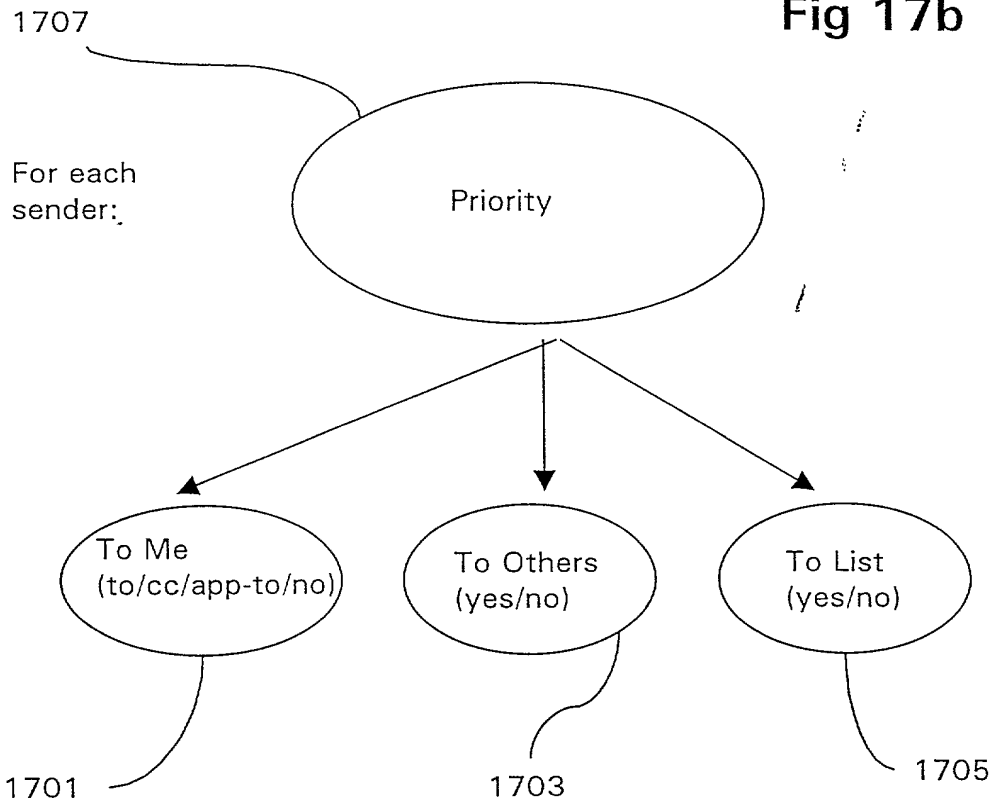 Fig 17b
1707
For each
sender:
Priority
To Me
(to/cc/app-to/no)
To Others
(yes/no)
To List
(yes/no)
1701
1703
1705